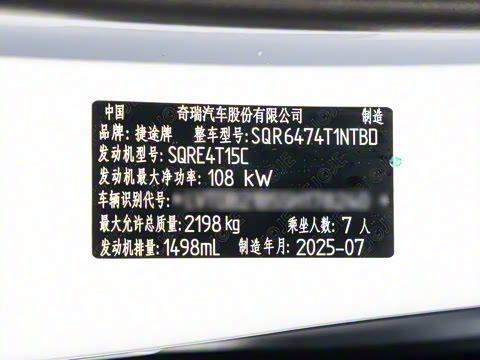 中国 奇瑞汽车股份有限公司 制造
品牌: 捷途牌 整车型号: SQR6474T1NTBD
发动机型号: SQRE4T15C
发动机最大净功率: 108 kW
车辆识别代号:
最大允许总质量: 2198 kg 乘坐人数: 7 人
发动机排量: 1498mL 制造年月: 2025-07